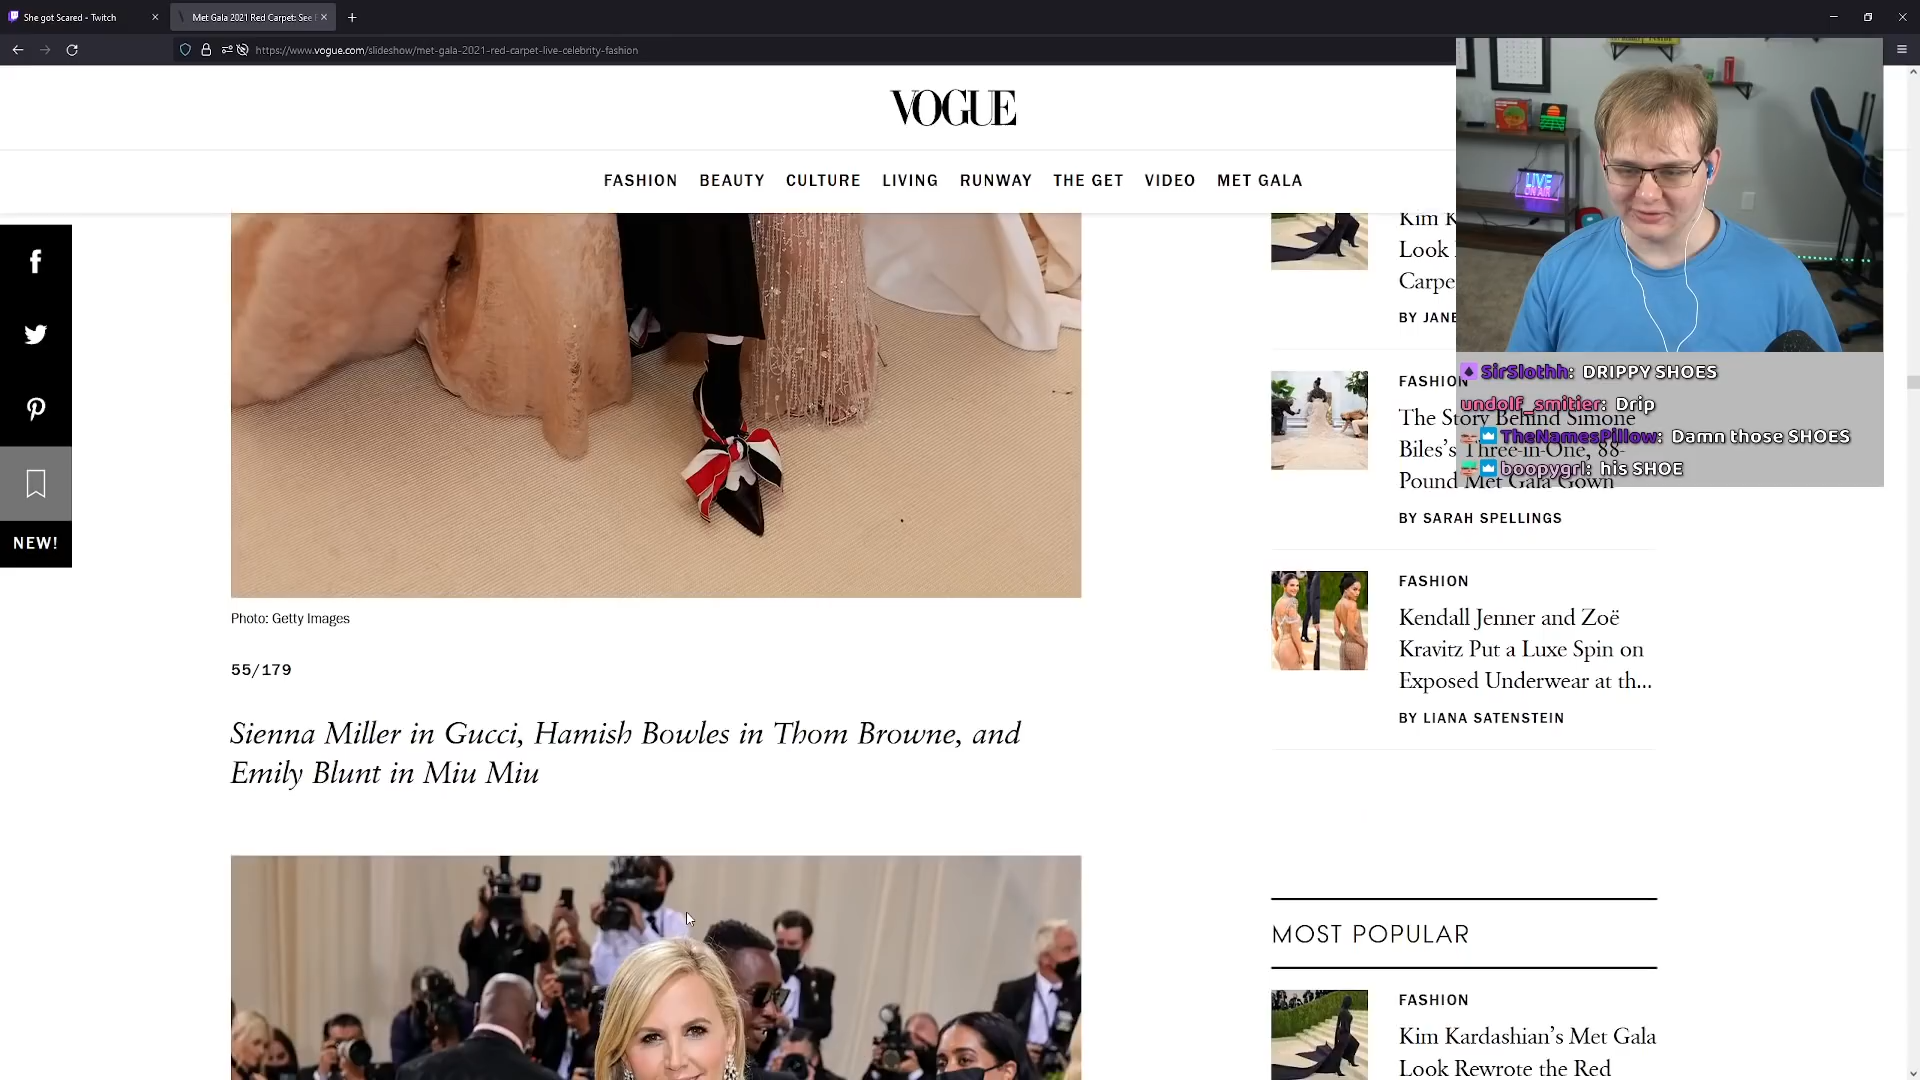 She got Scared - Twitch
Met Gala 2021 Red Carpet: See
https://www.vogue.com/slideshow/met-gala-2021-red-carpet-live-celebrity-fashion
VOGUE
FASHION BEAUTY CULTURE LIVING RUNWAY THE GET VIDEO MET GALA
NEW!
Photo: Getty Images
55/179
Sienna Miller in Gucci, Hamish Bowles in Thom Browne, and
Emily Blunt in Miu Miu
Kim K
Look
Carpe
BY JANE
FASHION
The Story Behind Simone
Biles's Three-in-One, 88-
Pound Met Gala Gown
BY SARAH SPELLINGS
FASHION
Kendall Jenner and Zoë
Kravitz Put a Luxe Spin on
Exposed Underwear at th...
BY LIANA SATENSTEIN
MOST POPULAR
FASHION
Kim Kardashian's Met Gala
Look Rewrote the Red
LIVE
ON AIR
SirSlothh: DRIPPY SHOES
undolf_smitier: Drip
TheNamesPillow: Damn those SHOES
boopygrl: his SHOE